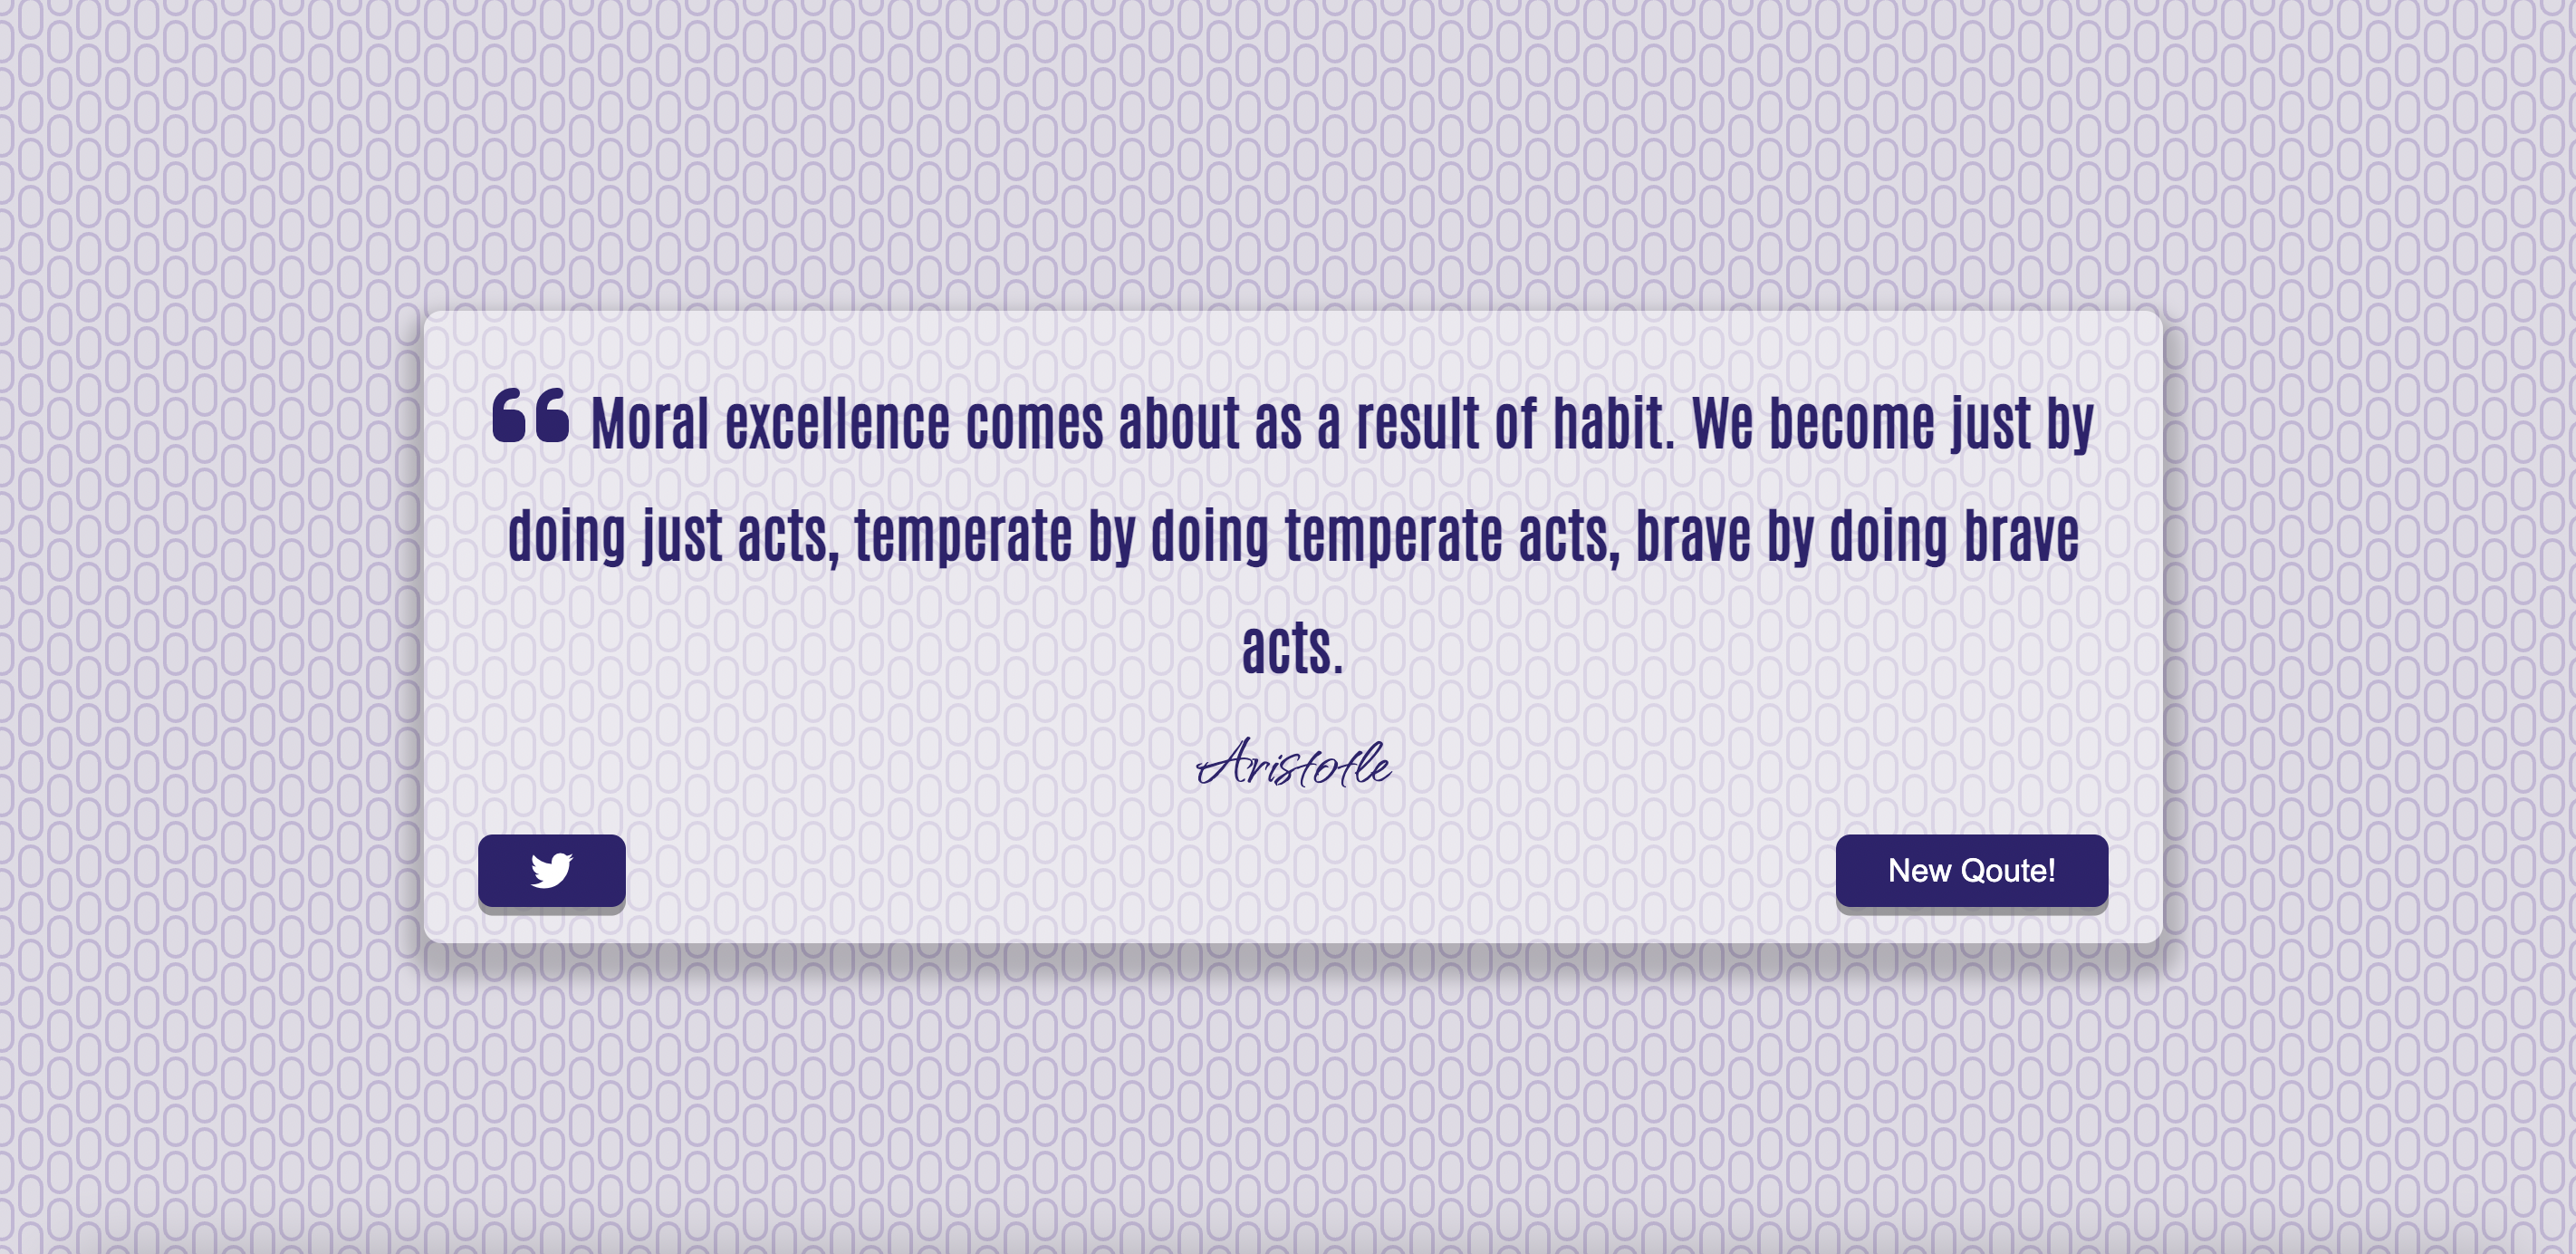 “ Moral excellence comes about as a result of habit. We become just by
doing just acts, temperate by doing temperate acts, brave by doing brave
acts.
Aristotle
New Qoute!